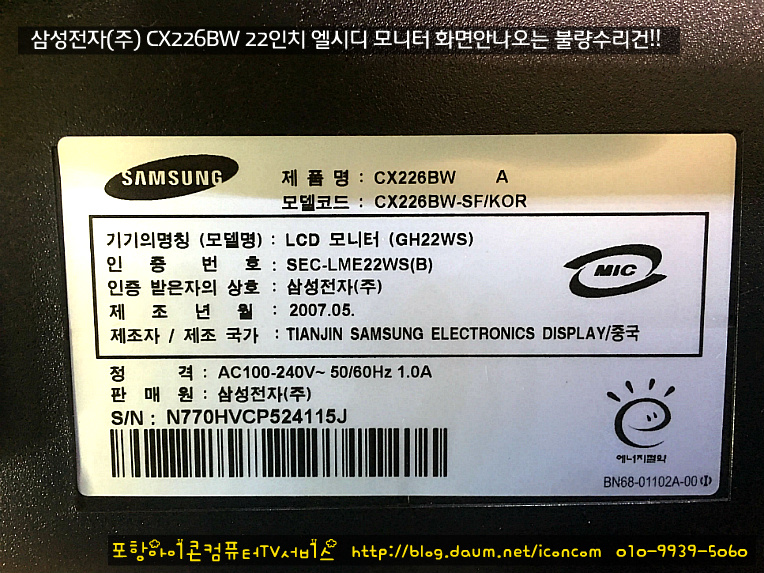 삼성전자(주) CX226BW 22인치 엘시디 모니터 화면안나오는 불량수리건!!
SAMSUNG
제 품 명 : CX226BW A
모델코드 : CX226BW-SF/KOR
기기의명칭 (모델명) : LCD 모니터 (GH22WS)
인 증 번 호 : SEC-LME22WS(B)
인증 받은자의 상호 : 삼성전자(주)
제 조 년 월 : 2007.05.
제조자 / 제조 국가 : TIANJIN SAMSUNG ELECTRONICS DISPLAY/중국
MIC
정 격 : AC100-240V~ 50/60Hz 1.0A
판 매 원 : 삼성전자(주)
S/N : N770HVCP524115J
에너지절약
BN68-01102A-00
포항아이콘컴퓨터TV서비스 http://blog.daum.net/iconcom 010-9939-5060